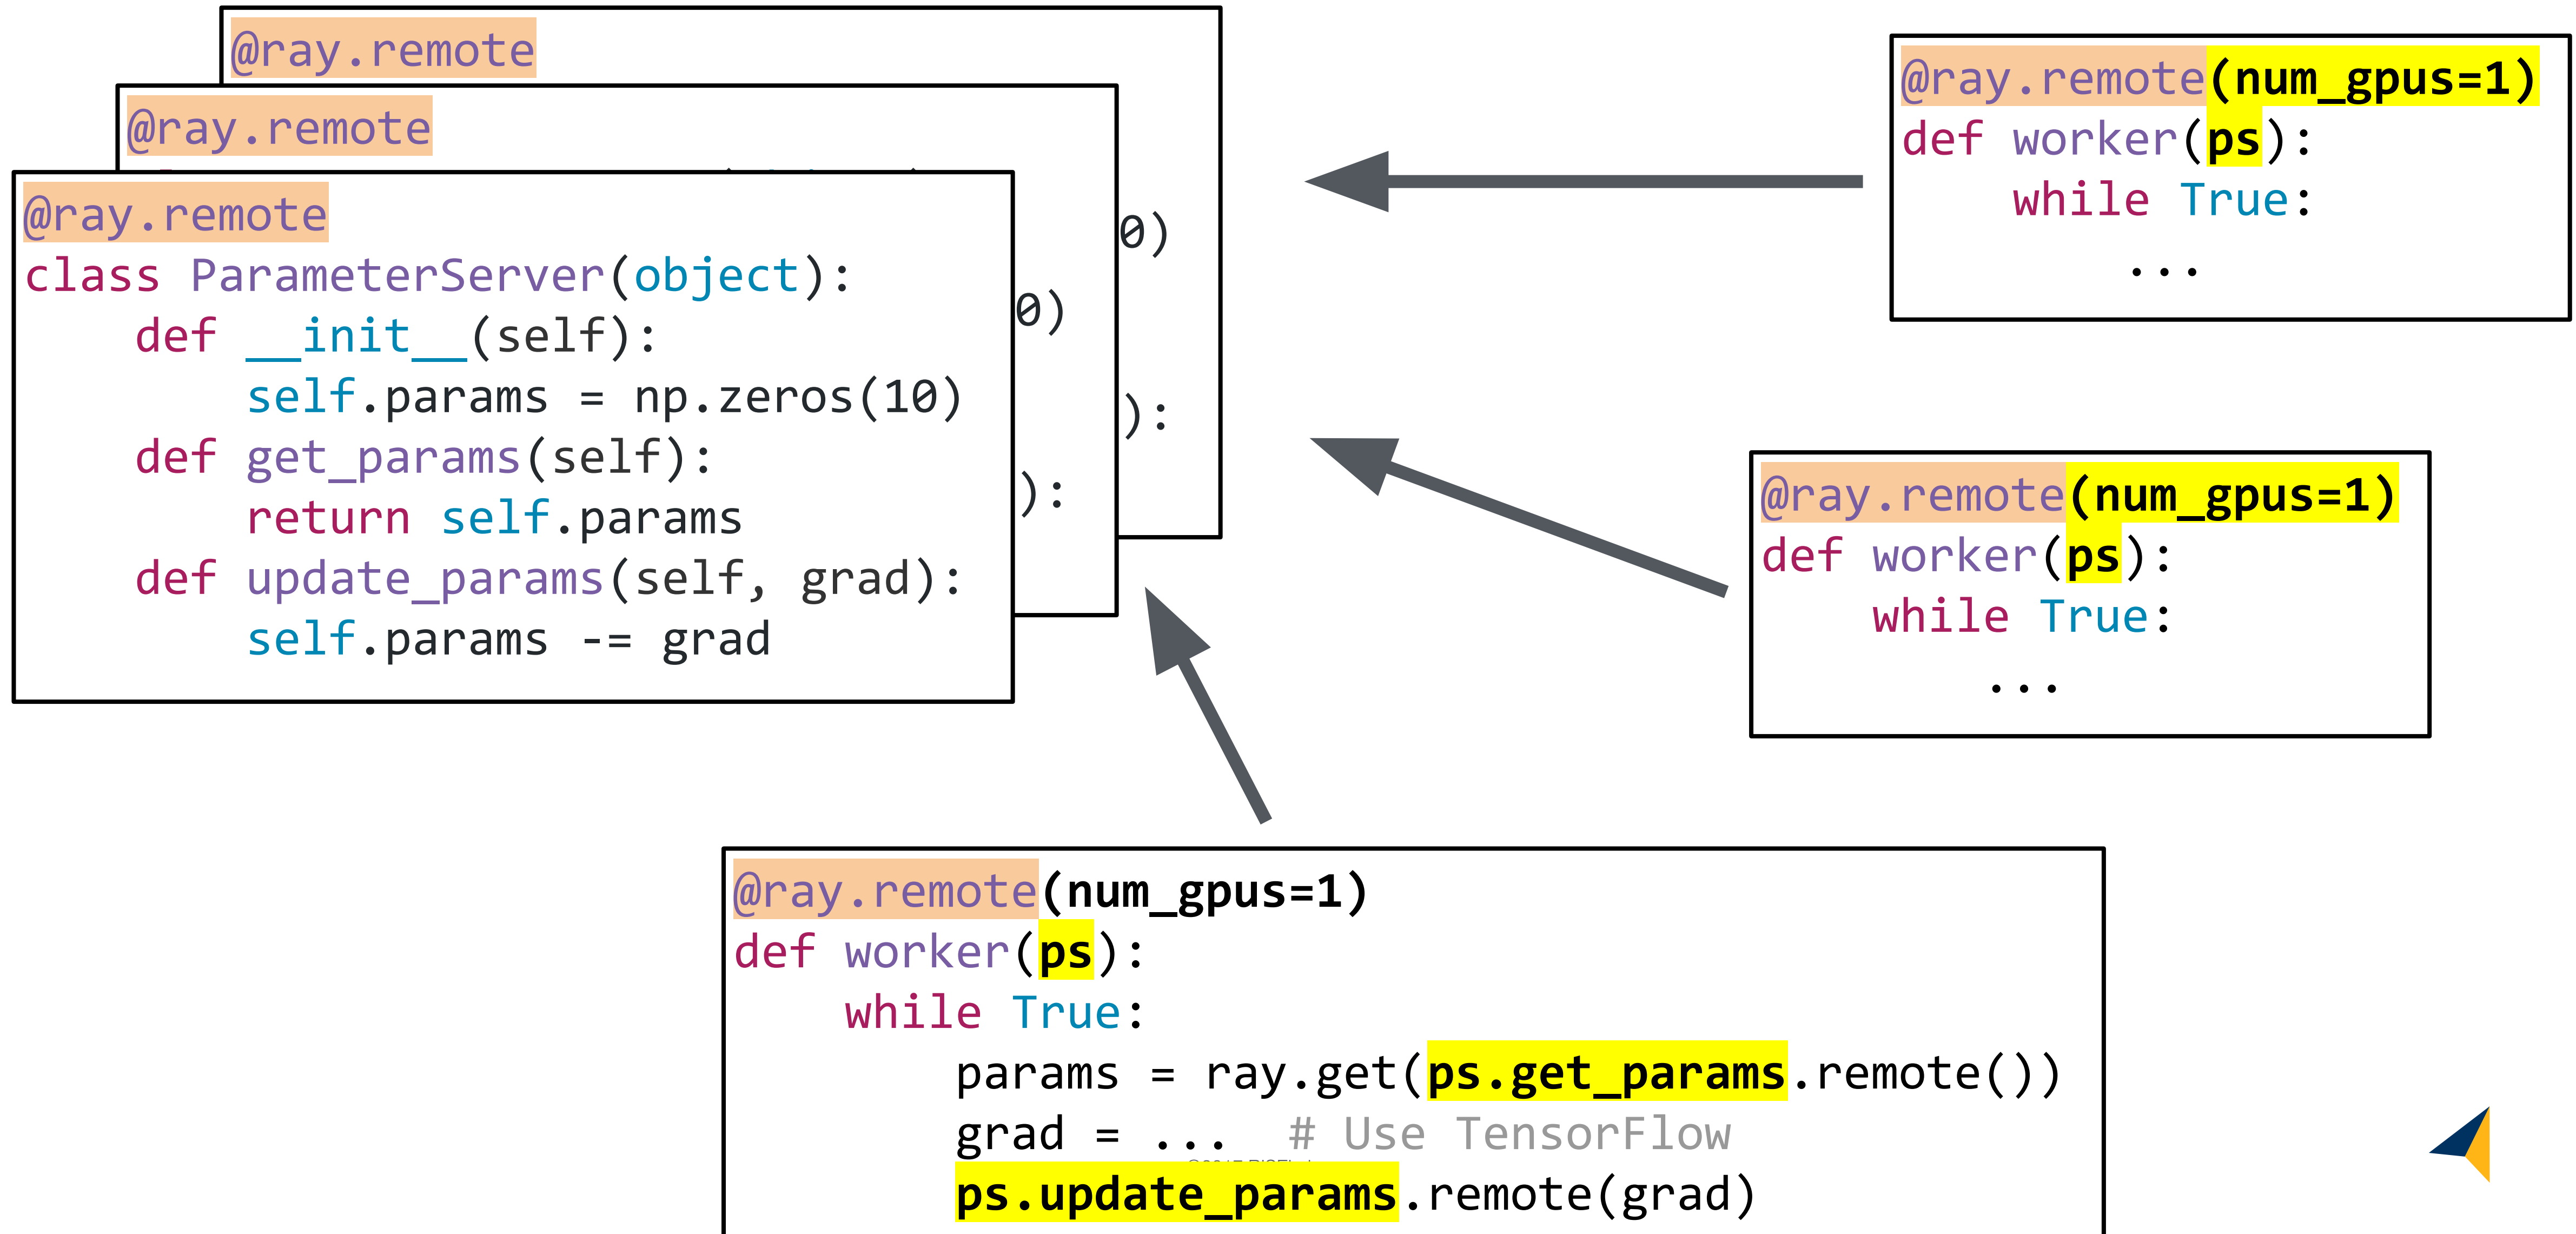 @ray.remote
@ray.remote
@ray.remote
class ParameterServer(object):
    def __init__(self):
        self.params = np.zeros(10)
    def get_params(self):
        return self.params
    def update_params(self, grad):
        self.params -= grad
0)
):
0)
):
@ray.remote(num_gpus=1)
def worker(ps):
    while True:
        ...
@ray.remote(num_gpus=1)
def worker(ps):
    while True:
        ...
@ray.remote(num_gpus=1)
def worker(ps):
    while True:
        params = ray.get(ps.get_params.remote())
        grad = ...  # Use TensorFlow
        ps.update_params.remote(grad)